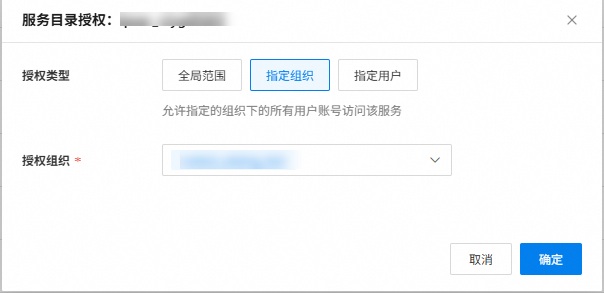 服务目录授权：
授权类型
全局范围
指定组织
指定用户
允许指定的组织下的所有用户账号访问该服务
授权组织 *
取消
确定